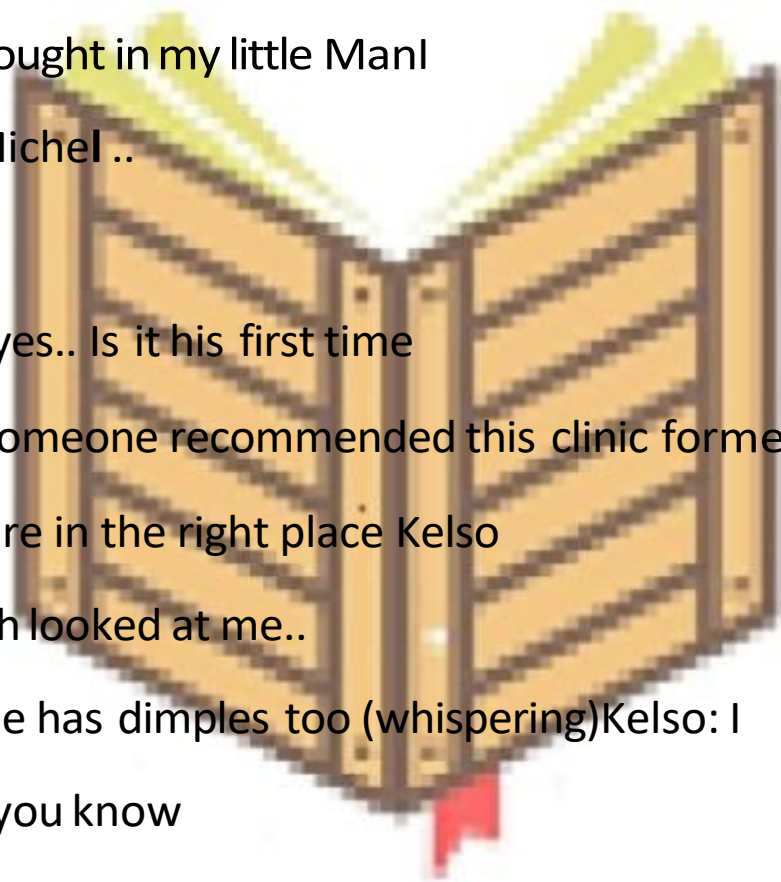 ought in my little ManI
lichel ..
yes.. Is it his first time
omeone recommended this clinic forme
re in the right place Kelso
h looked at me..
e has dimples too (whispering)Kelso: I
you know